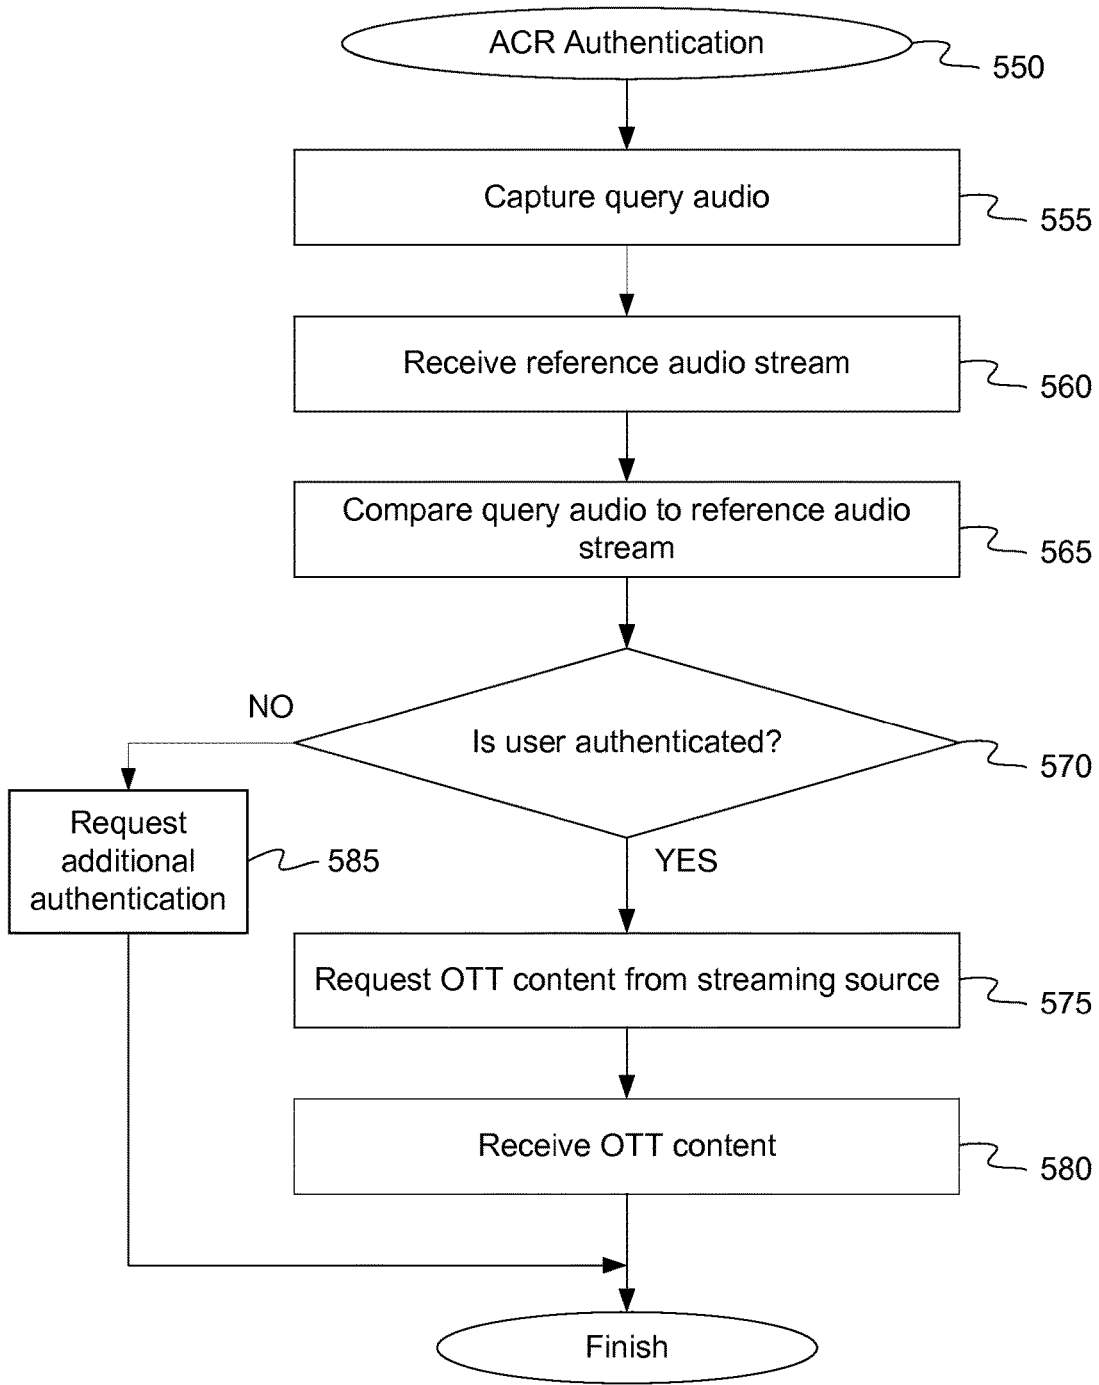 ACR Authentication
550
Capture query audio
555
Receive reference audio stream
560
Compare query audio to reference audio
stream
565
Is user authenticated?
570
NO
YES
Request
additional
authentication
585
Request OTT content from streaming source
575
Receive OTT content
580
Finish